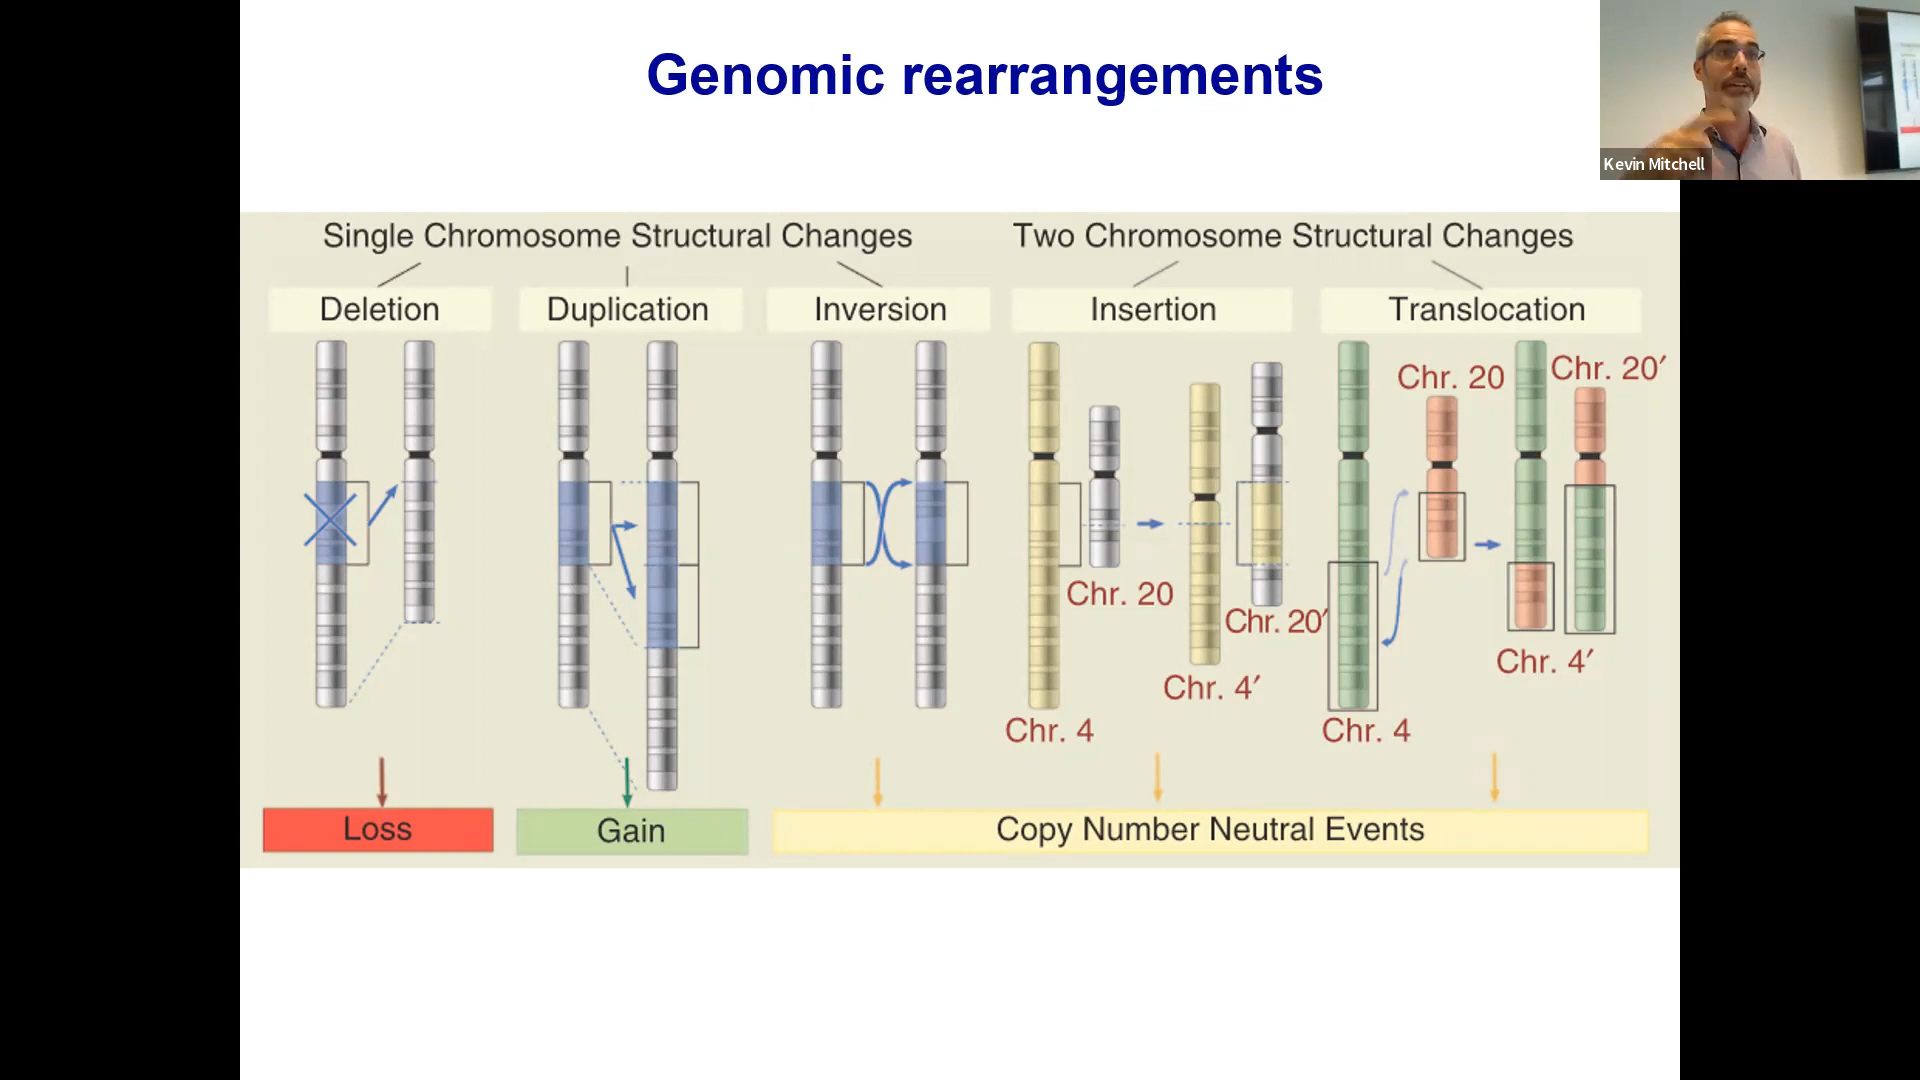 Genomic rearrangements
Kevin Mitchell
Single Chromosome Structural Changes
Two Chromosome Structural Changes
Deletion
Duplication
Inversion
Insertion
Translocation
Chr. 20
Chr. 20′
Chr. 20
Chr. 20′
Chr. 4′
Chr. 4′
Chr. 4
Chr. 4
Loss
Gain
Copy Number Neutral Events